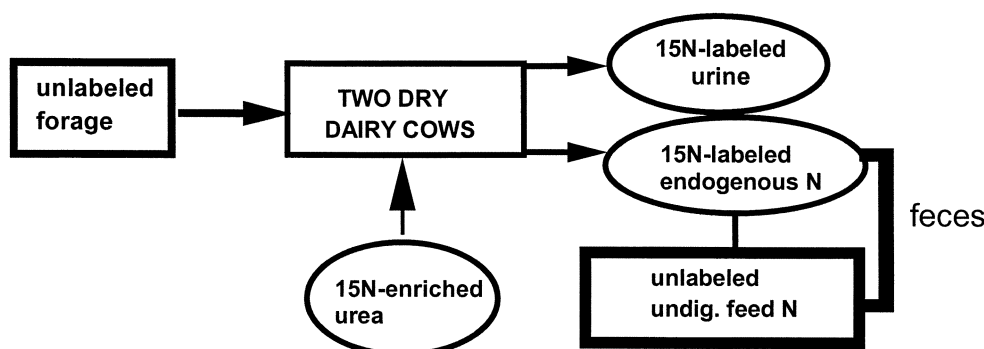 unlabeled
forage
TWO DRY
DAIRY COWS
15N-enriched
urea
15N-labeled
urine
15N-labeled
endogenous N
unlabeled
undig. feed N
feces